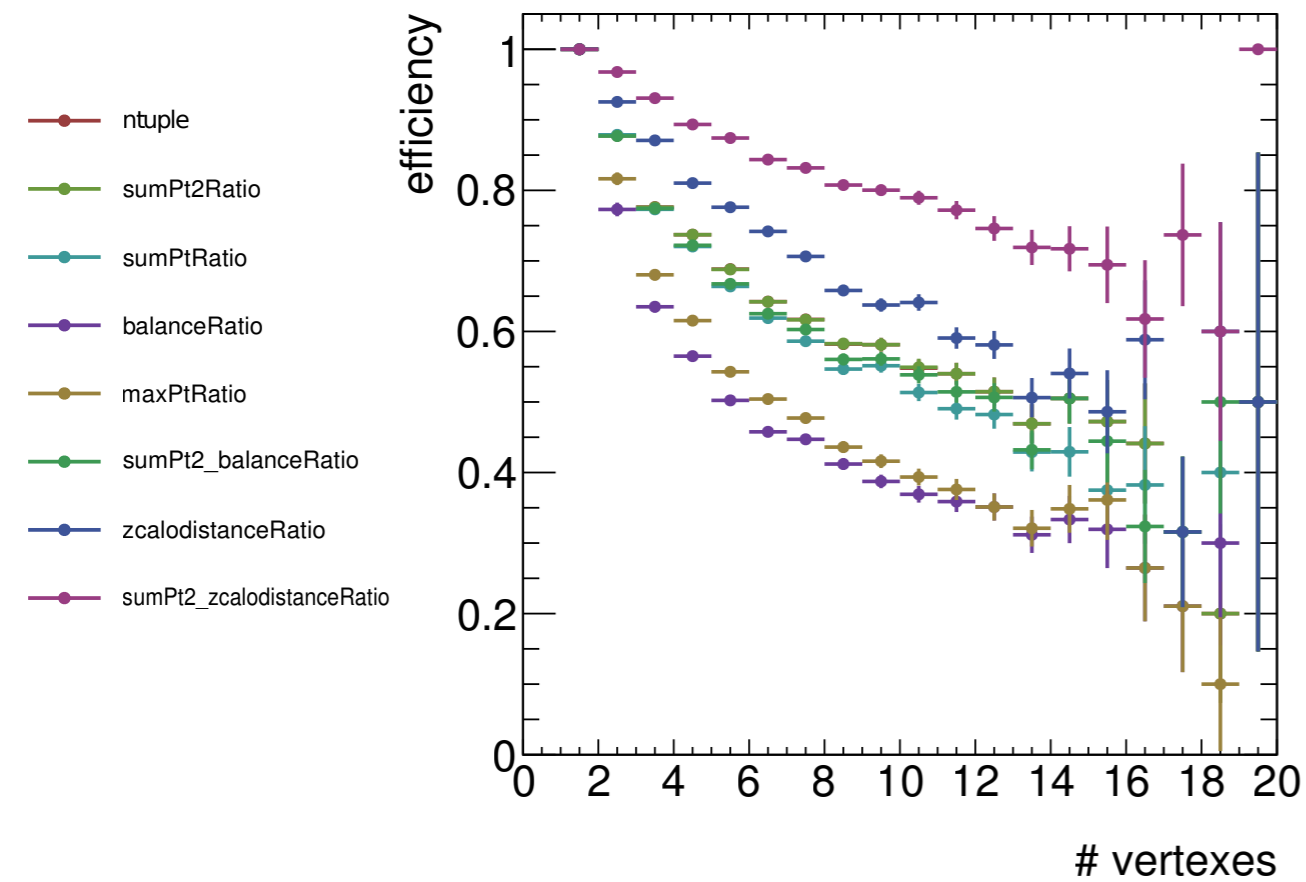 ntuple
sumPt2Ratio
sumPtRatio
balanceRatio
maxPtRatio
sumPt2_balanceRatio
zcalodistanceRatio
sumPt2_zcalodistanceRatio
efficiency
1
0.8
0.6
0.4
0.2
0
0 2 4 6 8 10 12 14 16 18 20
# vertexes